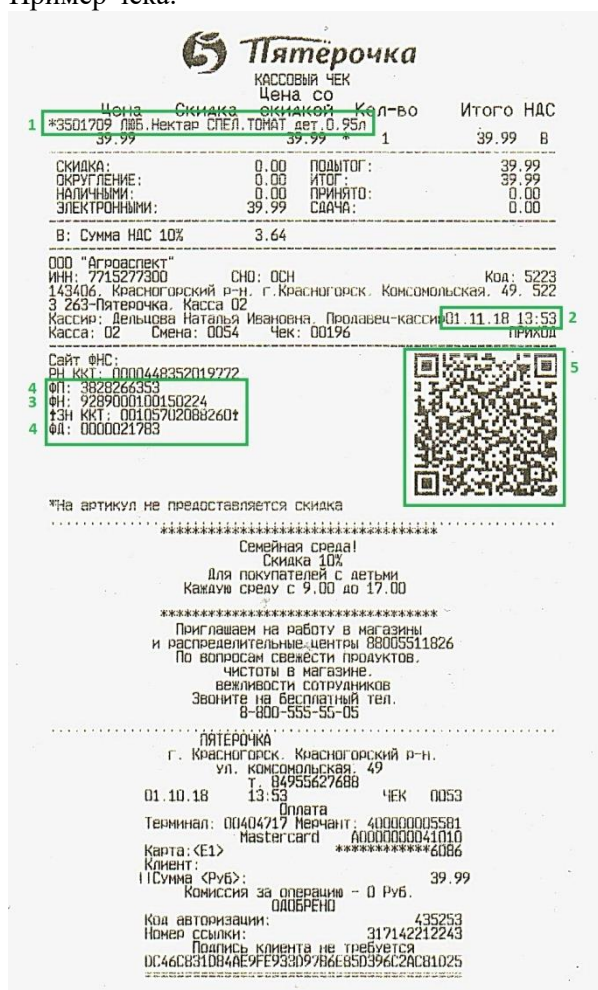 Пример чека:
5 Пятёрочка
КАССОВЫЙ ЧЕК
Цена со
Цена Скидка скидкой Кол-во Итого НДС
1 *3501709 ЛЮБ.Нектар СПЕЛ.ТОМАТ дет.0.95л
39.99 39.99 * 1 39.99 В
СКИДКА: 0.00 ПОДЫТОГ: 39.99
ОКРУГЛЕНИЕ: 0.00 ИТОГ: 39.99
НАЛИЧНЫМИ: 0.00 ПРИНЯТО: 0.00
ЭЛЕКТРОННЫМИ: 39.99 СДАЧА: 0.00
В: Сумма НДС 10% 3.64
ООО "Агроаспект"
ИНН: 7715277300 СНО: ОСН Код: 5223
143406, Красногорский р-н, г.Красногорск, Комсомольская, 49, 522
3 263-Пятерочка, Касса 02
Кассир: Дельцова Наталья Ивановна, Продавец-кассир 01.11.18 13:53 2
Касса: 02 Смена: 0054 Чек: 00196 ПРИХОД
Сайт ФНС: 5
РН ККТ: 0000448352019772
4 ФП: 3828266353
3 ФН: 9289000100150224
‡ЗН ККТ: 00105702088260‡
4 ФД: 0000021783
*На артикул не предоставляется скидка
***********************************
Семейная среда!
Скидка 10%
Для покупателей с детьми
Каждую среду с 9.00 до 17.00
***********************************
Приглашаем на работу в магазины
и распределительные центры 88005511826
По вопросам свежести продуктов,
чистоты в магазине,
вежливости сотрудников
Звоните на бесплатный тел.
8-800-555-55-05
ПЯТЕРОЧКА
г. Красногорск, Красногорский р-н,
ул. Комсомольская, 49
т. 84955627688
01.10.18 13:53 ЧЕК 0053
Оплата
Терминал: 00404717 Мерчант: 400000005581
Mastercard A0000000041010
Карта:<E1> ************6086
Клиент:
Сумма <Руб>: 39.99
Комиссия за операцию - 0 Руб.
ОДОБРЕНО
Код авторизации: 435253
Номер ссылки: 317142212243
Подпись клиента не требуется
DC46C831D84AE9FE933D97B6E85D396C2AC81025